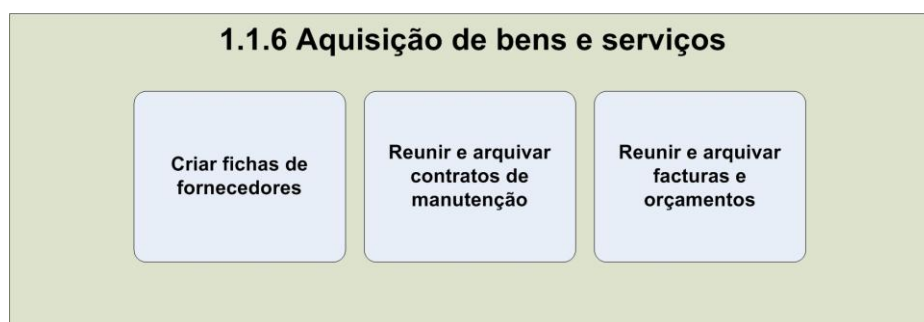 1.1.6 Aquisição de bens e serviços
Criar fichas de
fornecedores
Reunir e arquivar
contratos de
manutenção
Reunir e arquivar
facturas e
orçamentos